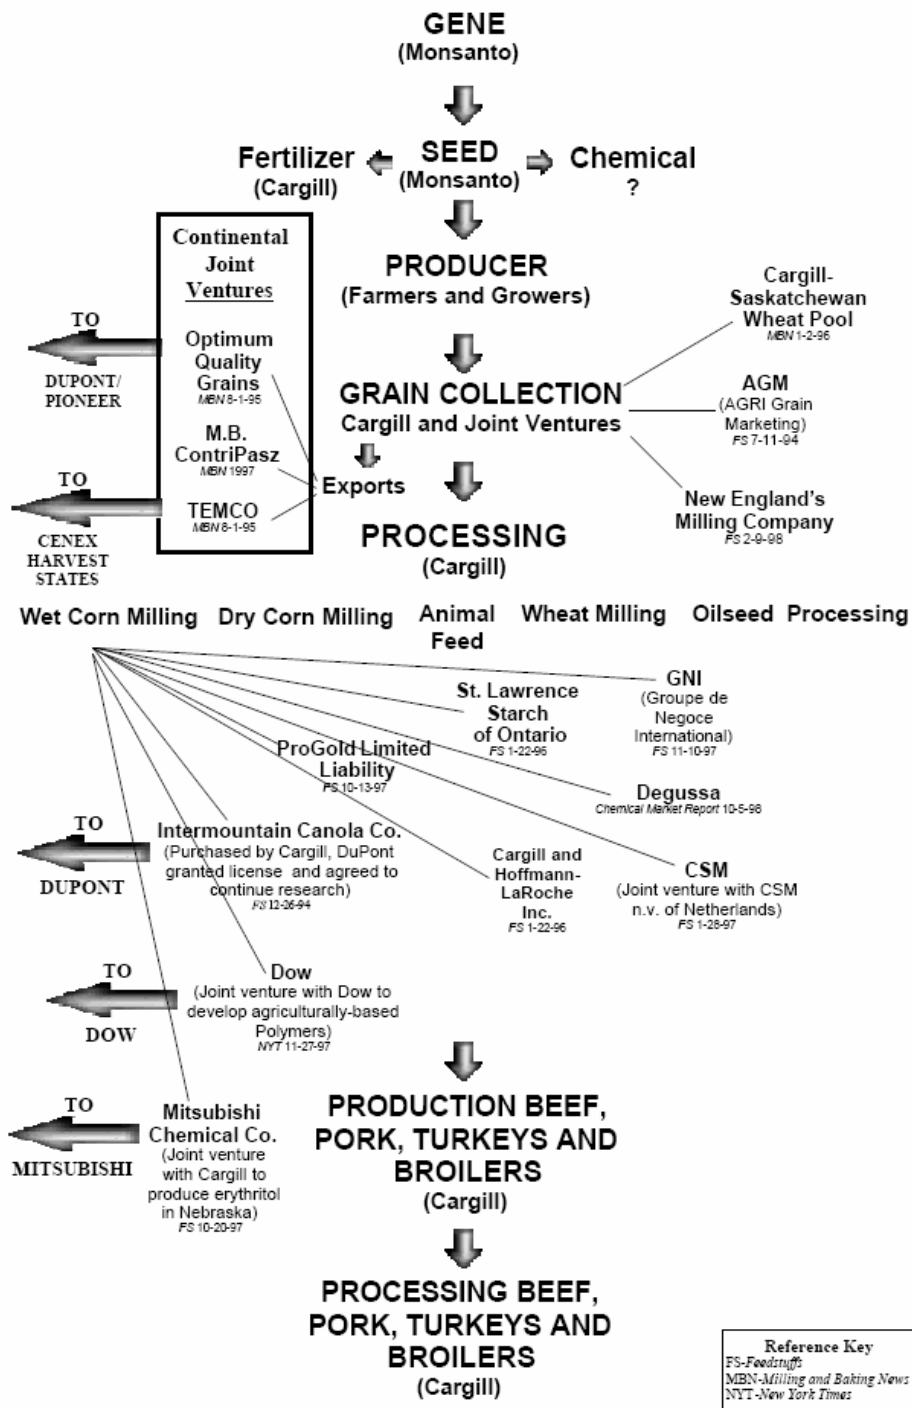 GENE
(Monsanto)
Fertilizer
(Cargill)
SEED
(Monsanto)
Chemical
?
Continental
Joint
Ventures
PRODUCER
(Farmers and Growers)
Cargill-
Saskatchewan
Wheat Pool
MBN 1-2-96
TO
DUPONT/
PIONEER
Optimum
Quality
Grains
MBN 8-1-95
GRAIN COLLECTION
Cargill and Joint Ventures
AGM
(AGRI Grain
Marketing)
FS 7-11-94
M.B.
ContriPasz
MBN 1997
Exports
TO
CENEX
HARVEST
STATES
TEMCO
MBN 8-1-95
New England's
Milling Company
FS 2-9-98
PROCESSING
(Cargill)
Wet Corn Milling
Dry Corn Milling
Animal
Feed
Wheat Milling
Oilseed Processing
GNI
(Groupe de
Negoce
International)
FS 11-10-97
St. Lawrence
Starch
of Ontario
FS 1-22-96
ProGold Limited
Liability
FS 10-13-97
Degussa
Chemical Market Report 10-5-98
TO
DUPONT
Intermountain Canola Co.
(Purchased by Cargill, DuPont
granted license and agreed to
continue research)
FS 12-26-94
Cargill and
Hoffmann-
LaRoche
Inc.
FS 1-22-96
CSM
(Joint venture with CSM
n.v. of Netherlands)
FS 1-28-97
TO
DOW
Dow
(Joint venture with Dow to
develop agriculturally-based
Polymers)
NYT 11-27-97
TO
MITSUBISHI
Mitsubishi
Chemical Co.
(Joint venture
with Cargill to
produce erythritol
in Nebraska)
FS 10-20-97
PRODUCTION BEEF,
PORK, TURKEYS AND
BROILERS
(Cargill)
PROCESSING BEEF,
PORK, TURKEYS AND
BROILERS
(Cargill)
Reference Key
FS-Feedstuffs
MBN-Milling and Baking News
NYT-New York Times